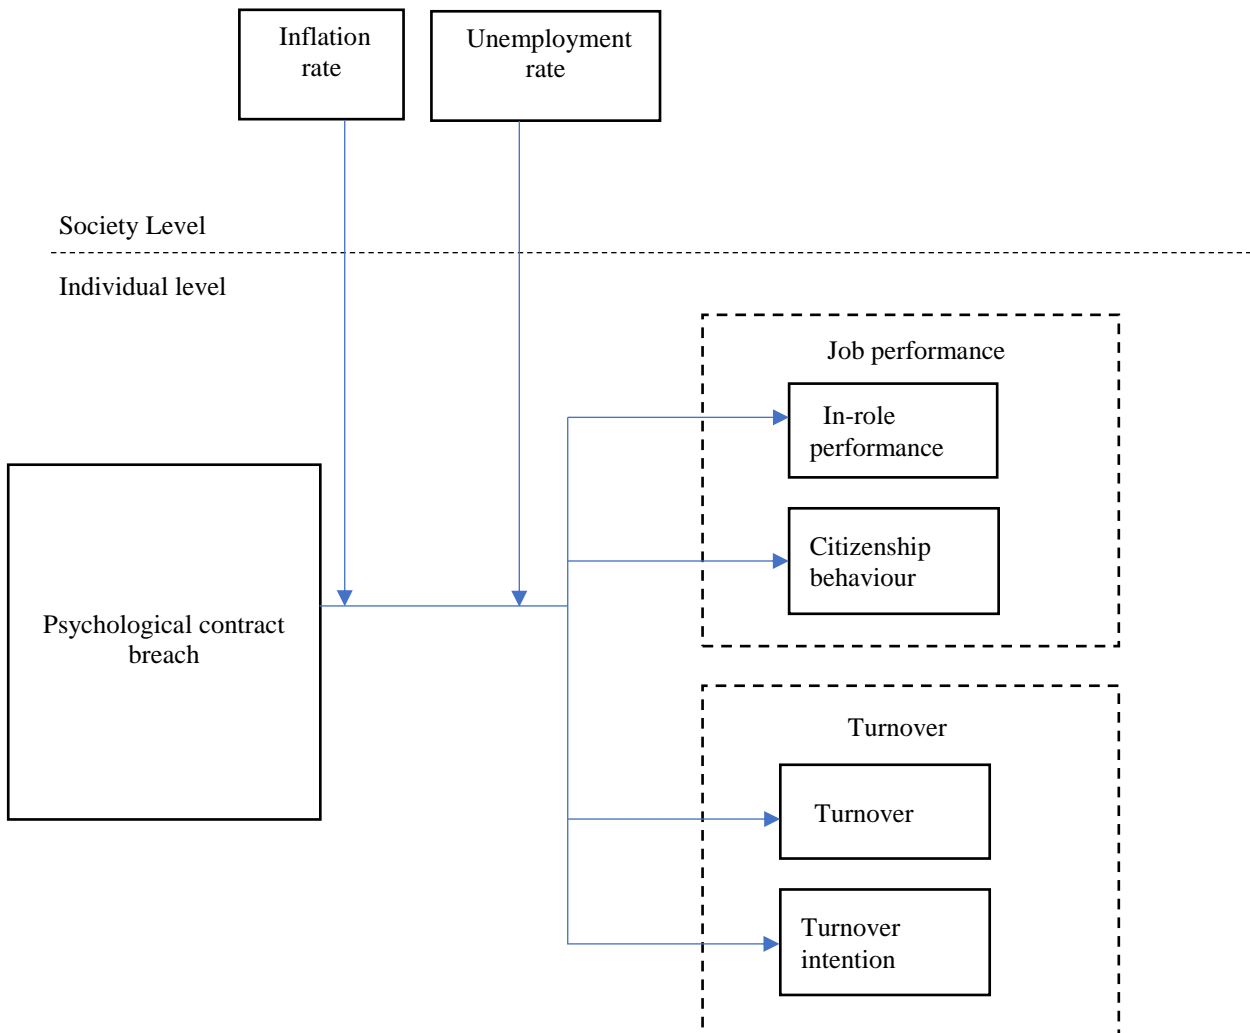 Inflation
rate
Unemployment
rate
Society Level
Individual level
Job performance
In-role
performance
Citizenship
behaviour
Psychological contract
breach
Turnover
Turnover
Turnover
intention